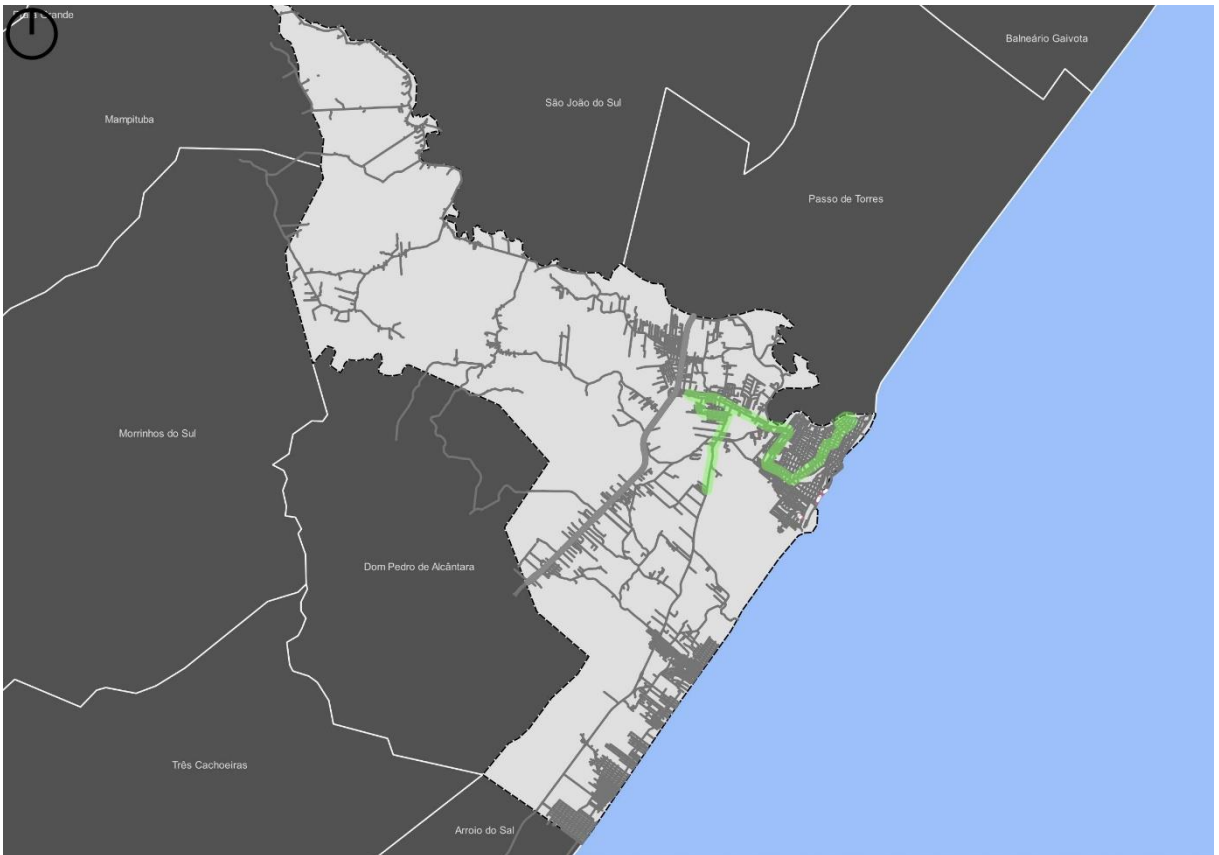 Grande
Balneário Gaivota
São João do Sul
Mampituba
Passo de Torres
Morrinhos do Sul
Dom Pedro de Alcântara
Três Cachoeiras
Arroio do Sal